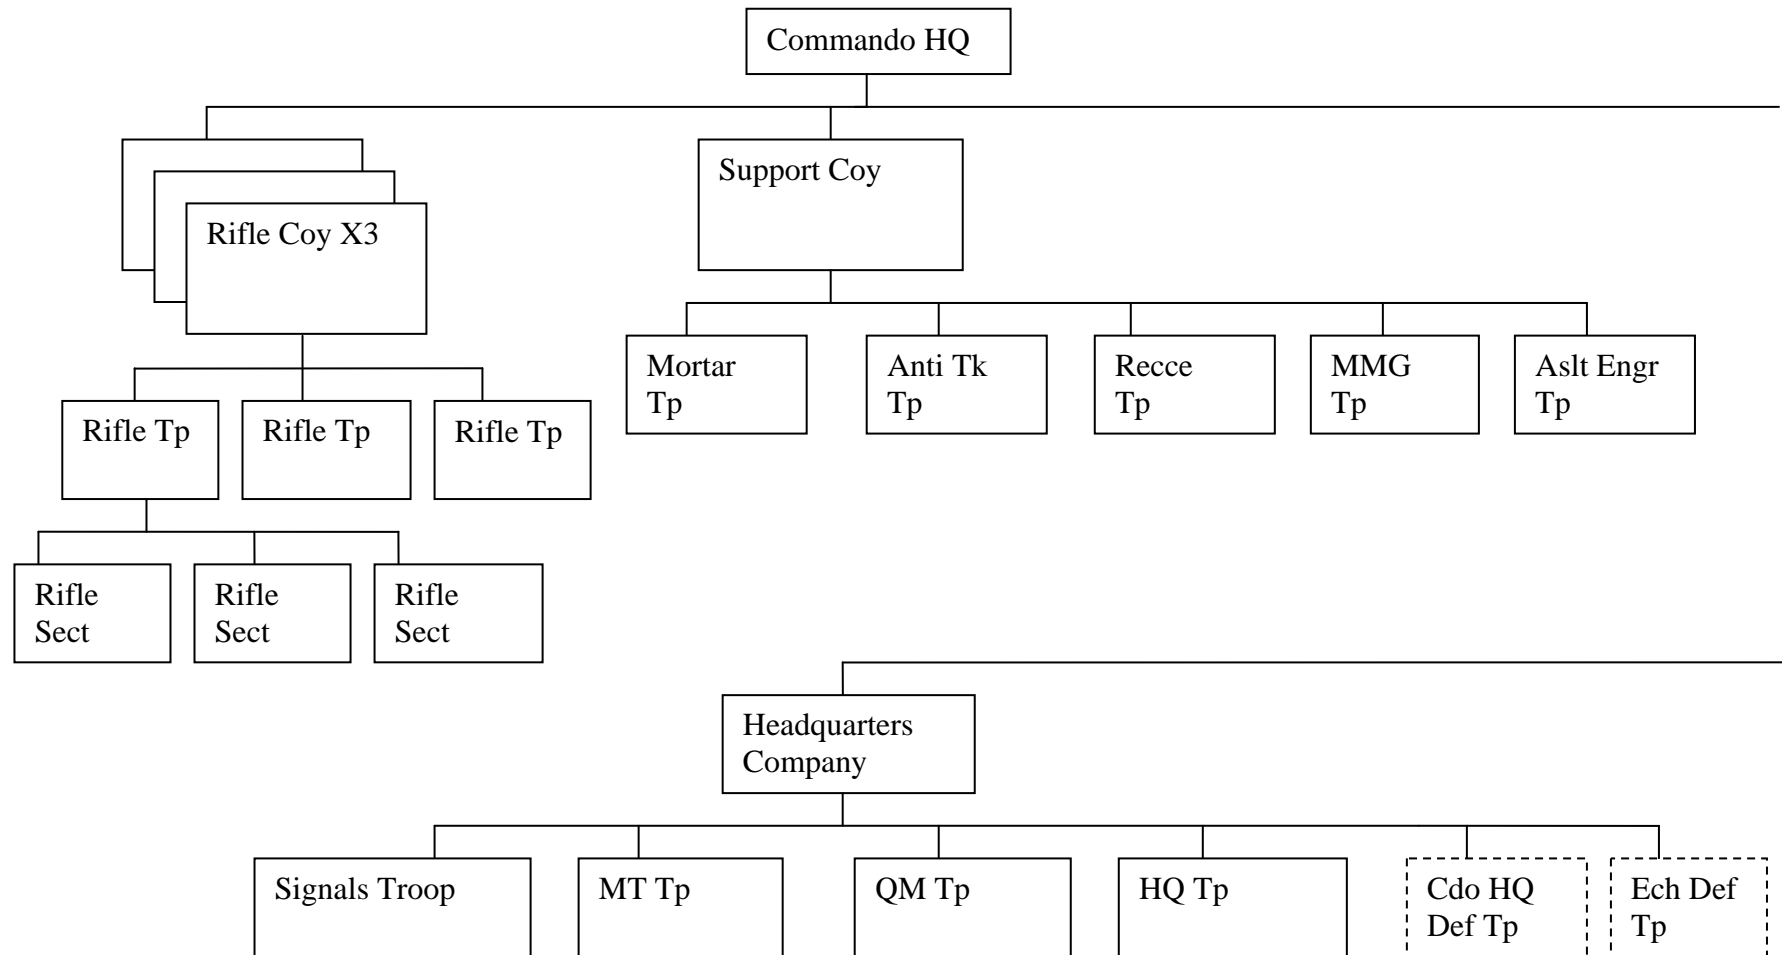 Commando HQ
Rifle Coy X3
Support Coy
Mortar
Tp
Anti Tk
Tp
Recce
Tp
MMG
Tp
Aslt Engr
Tp
Rifle Tp
Rifle Tp
Rifle Tp
Rifle
Sect
Rifle
Sect
Rifle
Sect
Headquarters
Company
Signals Troop
MT Tp
QM Tp
HQ Tp
Cdo HQ
Def Tp
Ech Def
Tp